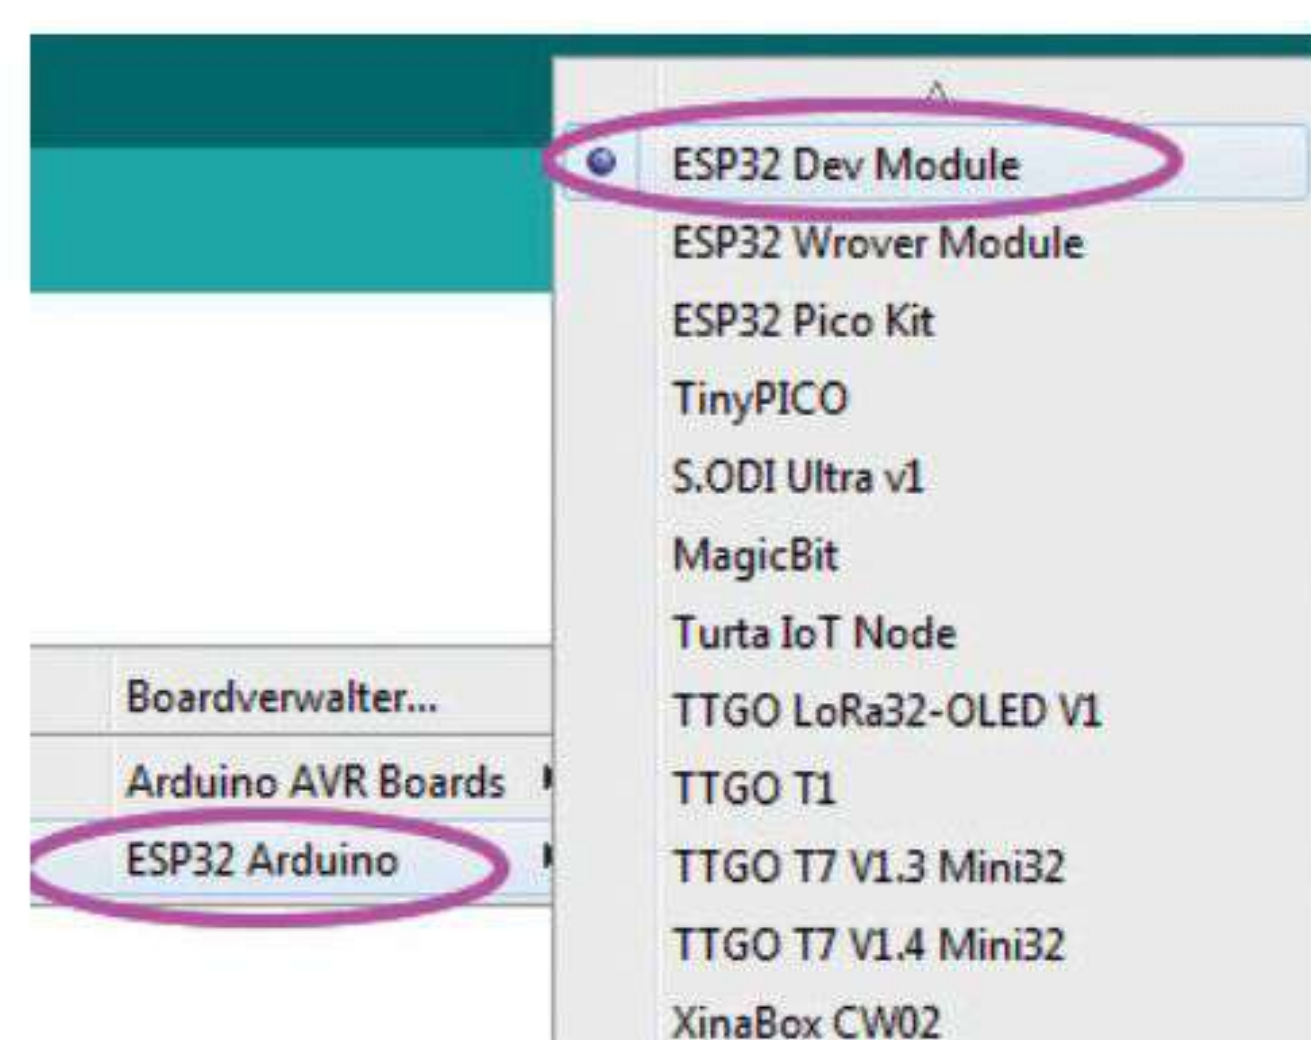 ESP32 Dev Module
ESP32 Wrover Module
ESP32 Pico Kit
TinyPICO
S.ODI Ultra v1
MagicBit
Turta IoT Node
TTGO LoRa32-OLED V1
TTGO T1
TTGO T7 V1.3 Mini32
TTGO T7 V1.4 Mini32
XinaBox CW02
Boardverwalter...
Arduino AVR Boards
ESP32 Arduino